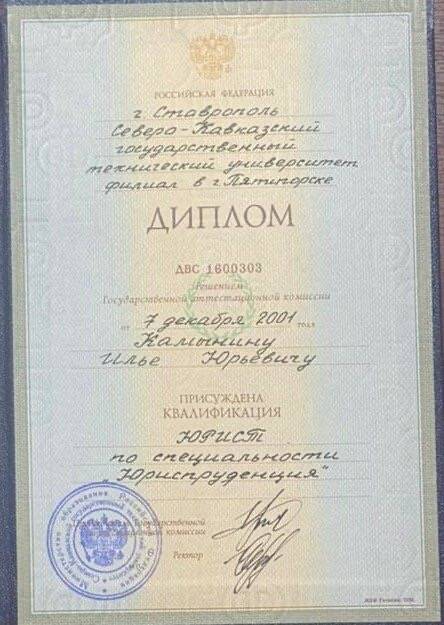 РОССИЙСКАЯ ФЕДЕРАЦИЯ
г. Ставрополь
Северо-Кавказский
государственный
технический университет
филиал в г. Пятигорске
ДИПЛОМ
ДВС 1600303
Решением
Государственной аттестационной комиссии
от 7 декабря 2001 года
Калынину
Илье Юрьевичу
ПРИСУЖДЕНА
КВАЛИФИКАЦИЯ
ЮРИСТ
по специальности
„Юриспруденция"
Председатель Государственной
аттестационной комиссии
Ректор